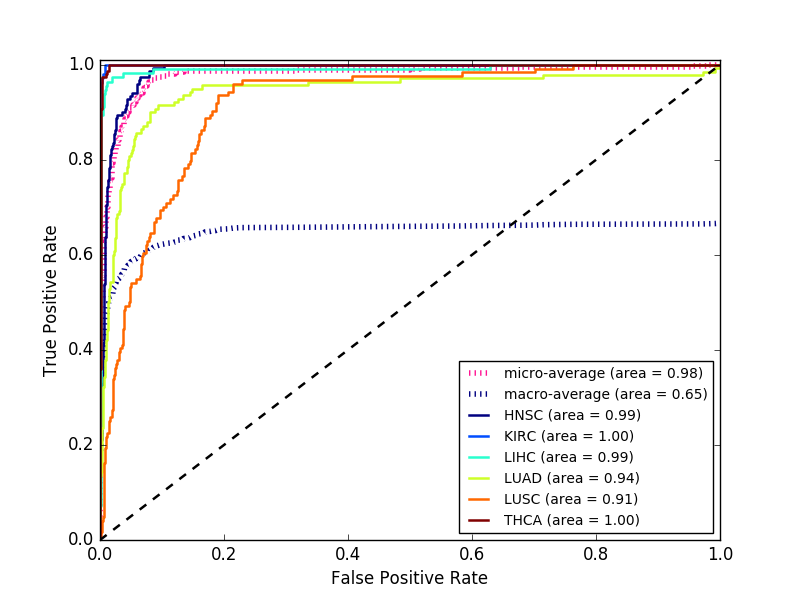 1.0
0.8
0.6
0.4
0.2
0.0
True Positive Rate
0.0 0.2 0.4 0.6 0.8 1.0
False Positive Rate
micro-average (area = 0.98)
macro-average (area = 0.65)
HNSC (area = 0.99)
KIRC (area = 1.00)
LIHC (area = 0.99)
LUAD (area = 0.94)
LUSC (area = 0.91)
THCA (area = 1.00)